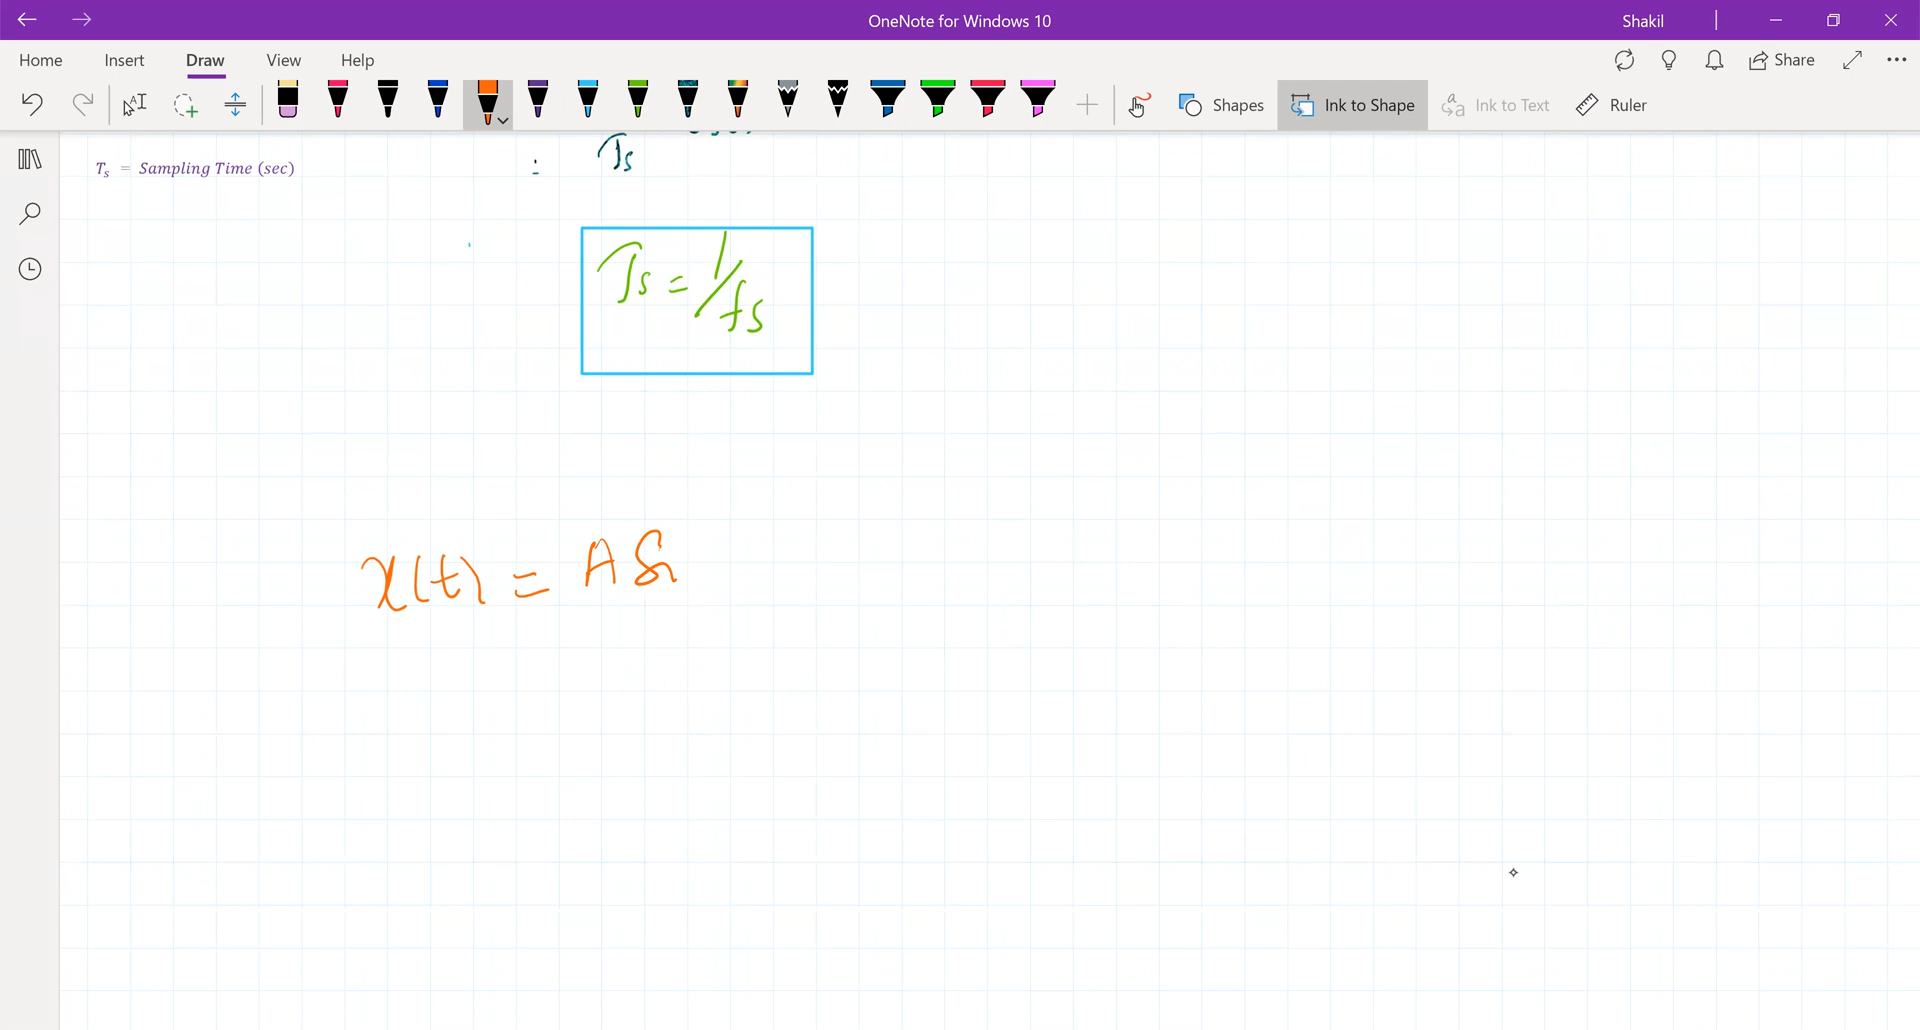 OneNote for Windows 10
Shakil
Home Insert Draw View Help Share
Shapes Ink to Shape Ink to Text Ruler
Ts = Sampling Time (sec)
Ts
Ts = 1/fs
x(t) = A Si